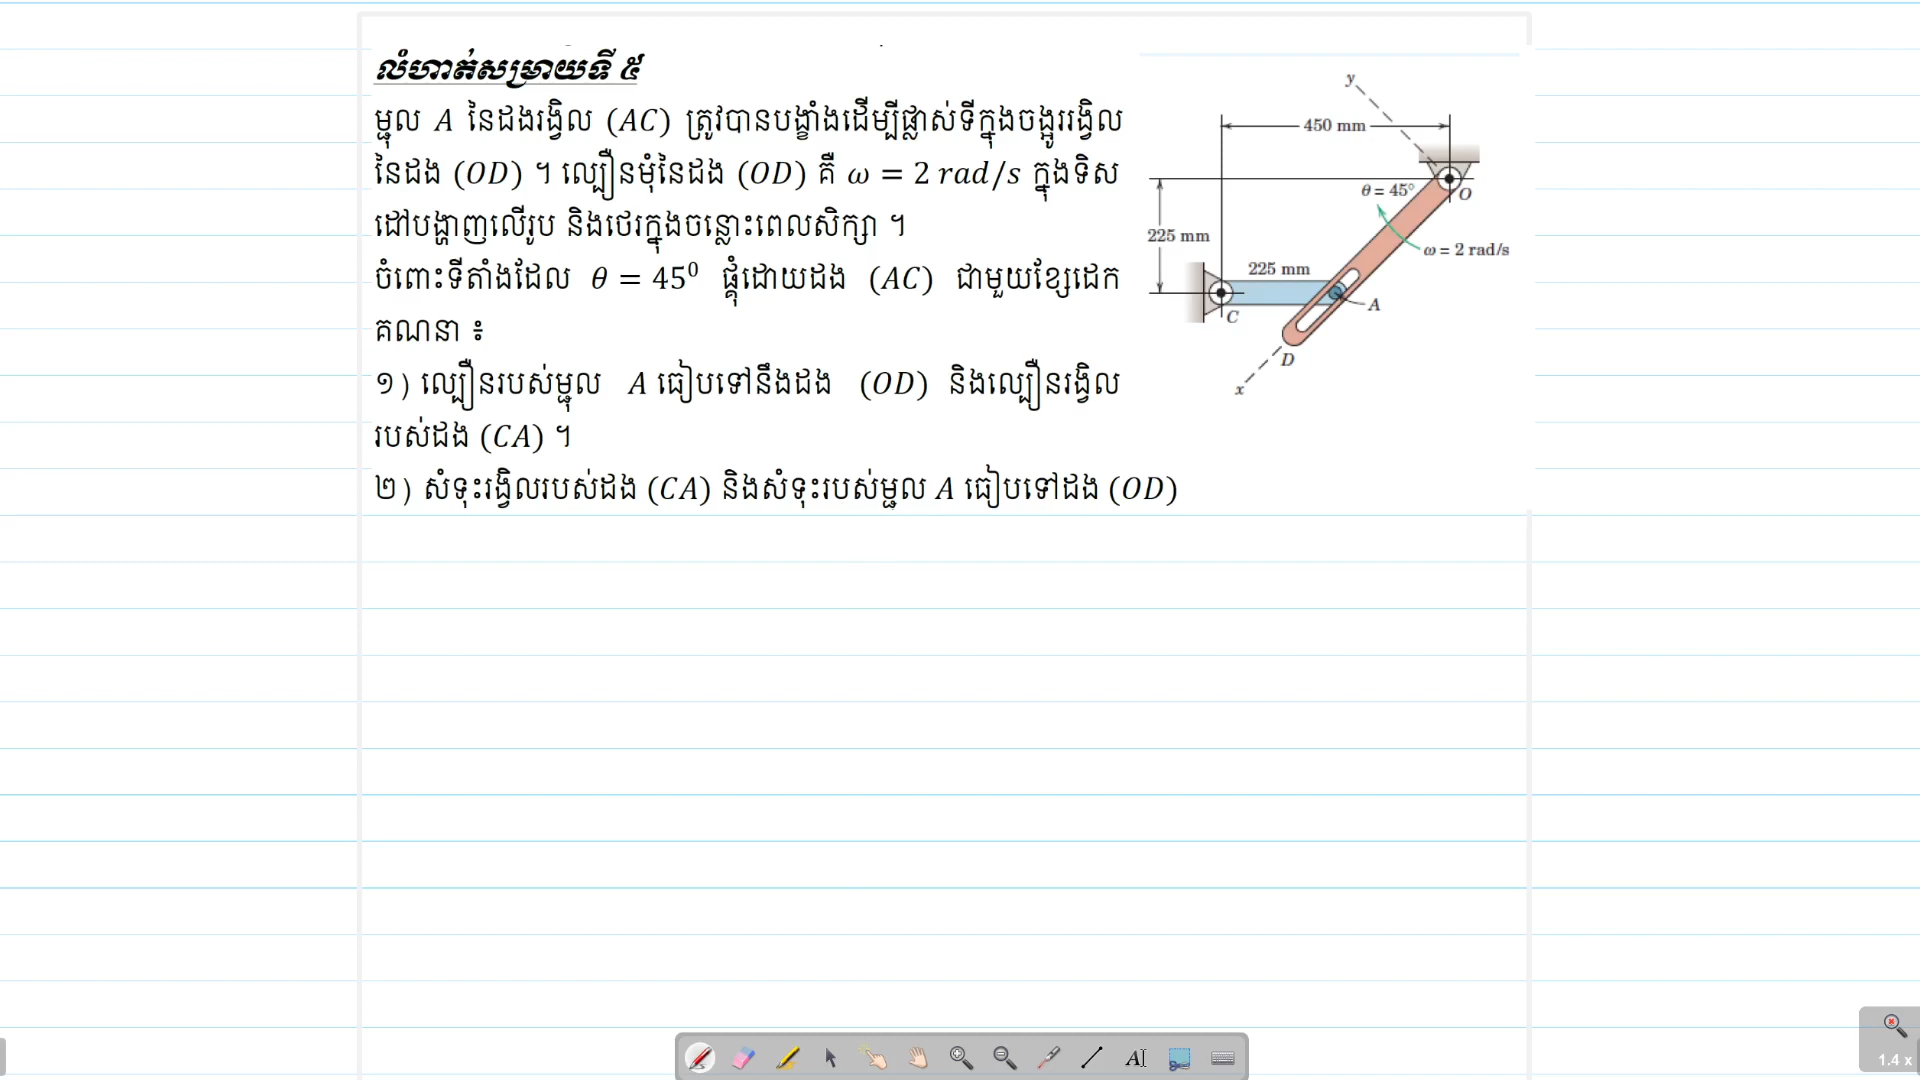 លំហាត់សម្រាយទី ៥
ម្ជុល A នៃដងរង្វិល (AC) ត្រូវបានបង្ខាំងដើម្បីផ្លាស់ទីក្នុងចង្អូររង្វិល
នៃដង (OD) ។ ល្បឿនមុំនៃដង (OD) គឺ ω = 2 rad/s ក្នុងទិស
ដៅបង្ហាញលើរូប និងថេរក្នុងចន្លោះពេលសិក្សា ។
ចំពោះទីតាំងដែល θ = 45⁰ ផ្គុំដោយដង (AC) ជាមួយខ្សែដេក
គណនា ៖
១) ល្បឿនរបស់ម្ជុល A ធៀបទៅនឹងដង (OD) និងល្បឿនរង្វិល
របស់ដង (CA) ។
២) សំទុះរង្វិលរបស់ដង (CA) និងសំទុះរបស់ម្ជុល A ធៀបទៅដង (OD)
y
450 mm
θ = 45°
O
225 mm
ω = 2 rad/s
225 mm
A
C
D
x
1.4 x